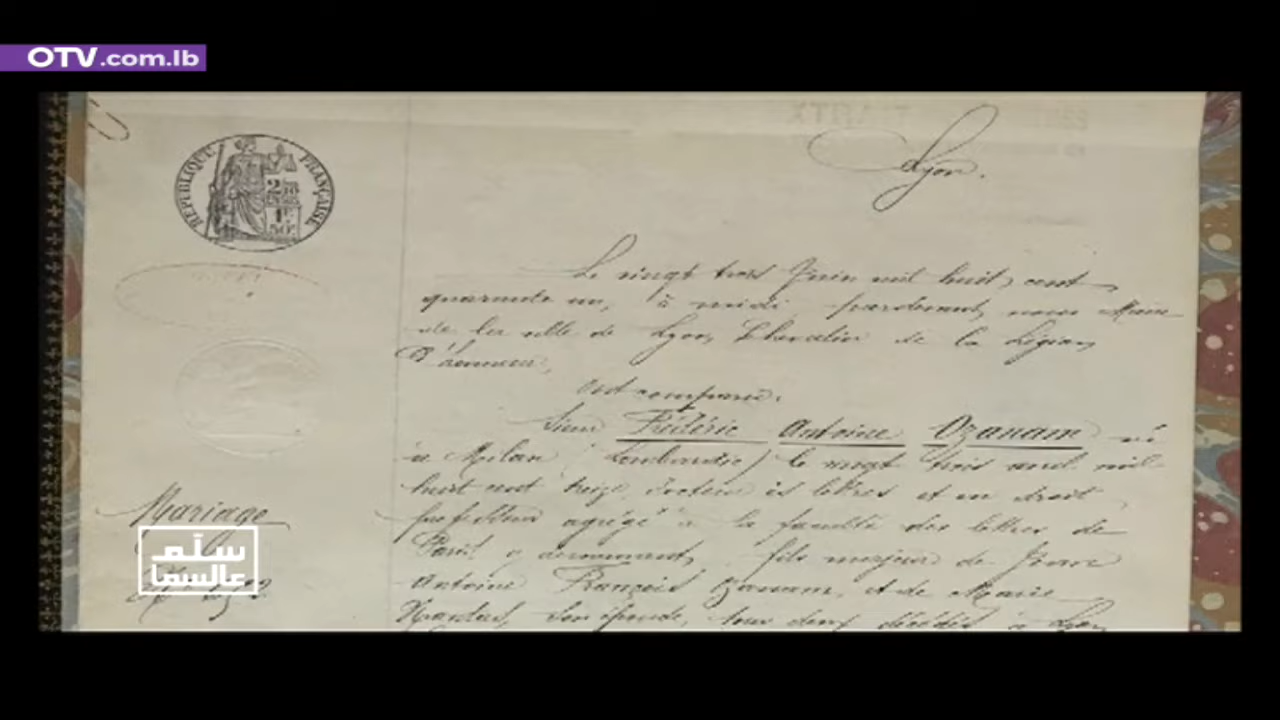 OTV.com.lb
REPUBLIQUE FRANÇAISE
Lyon.
Le vingt trois Juin mil huit cent
quarante un, à midi, pardevant nous Maire
de la ville de Lyon, Chevalier de la Légion
d'honneur,
Ont comparu.
Sieur Frédéric Antoine Ozanam né
à Milan (Lombardie) le vingt trois avril mil
huit cent treize, docteur ès lettres et en droit
professeur agrégé à la faculté des lettres de
Paris, y demeurant, fils majeur de Jean
Antoine François Ozanam, et de Marie
Nantas, son épouse, tous deux décédés à Lyon
Mariage
سلّم
عالسما